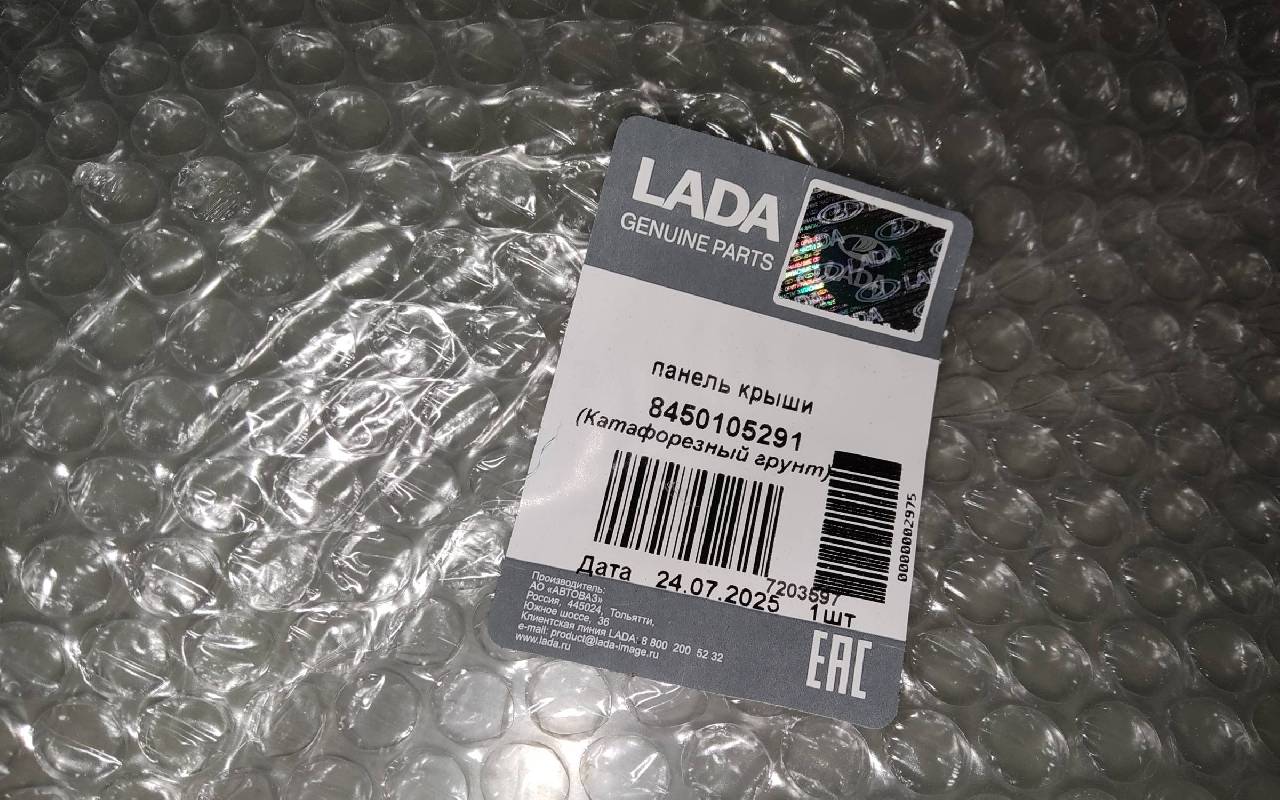 LADA
GENUINE PARTS
панель крыши
8450105291
(Катафорезный грунт)
0000002975
7203597
Дата 24.07.2025 1шт
Производитель:
АО «АВТОВАЗ»
Россия, 445024, Тольятти,
Южное шоссе, 36
Клиентская линия LADA: 8 800 200 52 32
e-mail: product@lada-image.ru
www.lada.ru
EAC